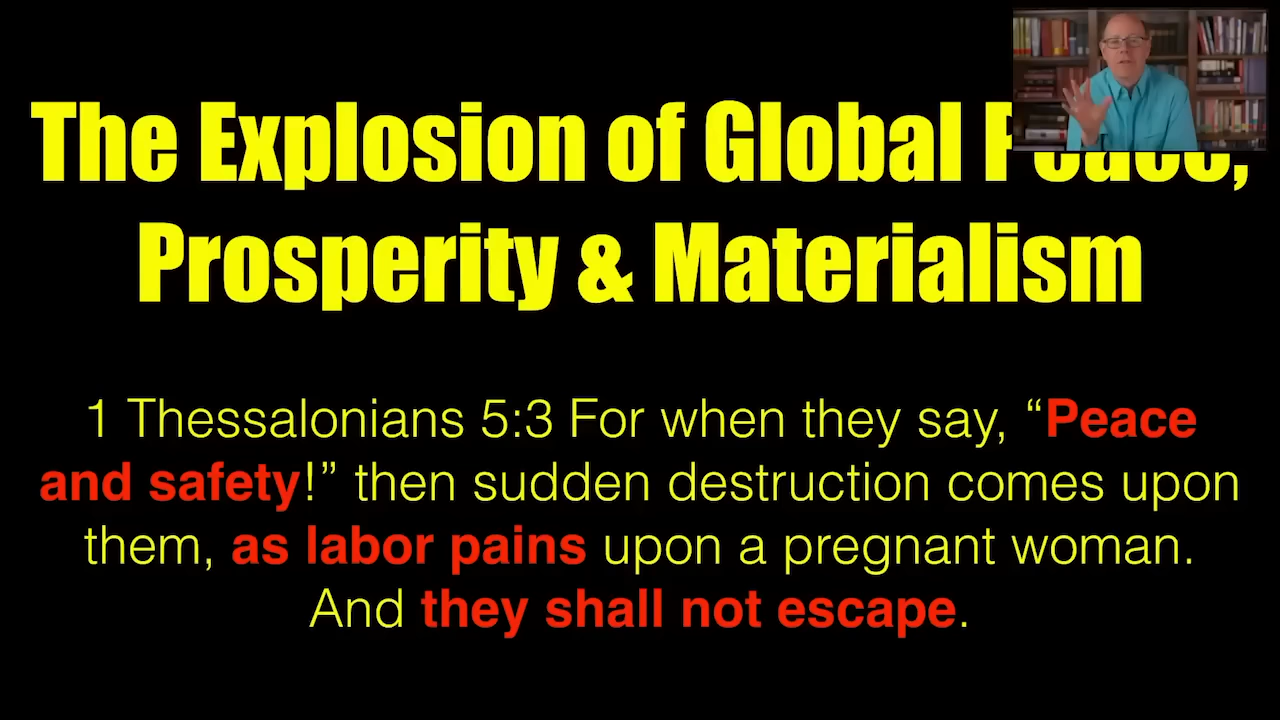 The Explosion of Global Peace,
Prosperity & Materialism
1 Thessalonians 5:3 For when they say, “Peace
and safety!” then sudden destruction comes upon
them, as labor pains upon a pregnant woman.
And they shall not escape.